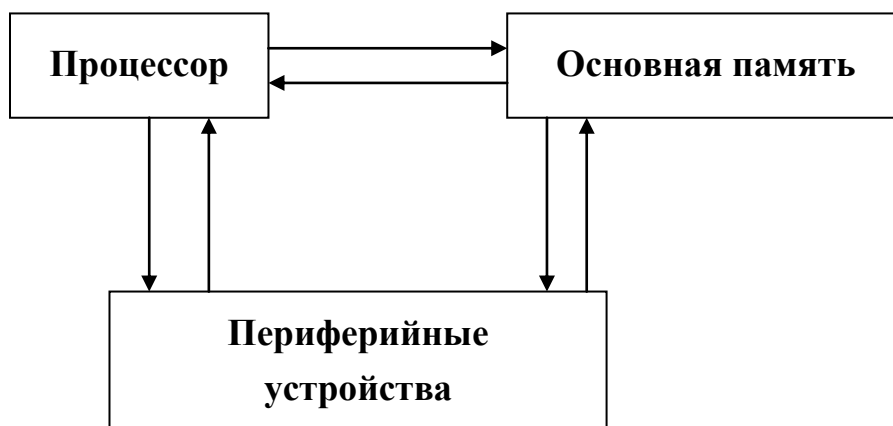 Процессор
Основная память
Периферийные
устройства